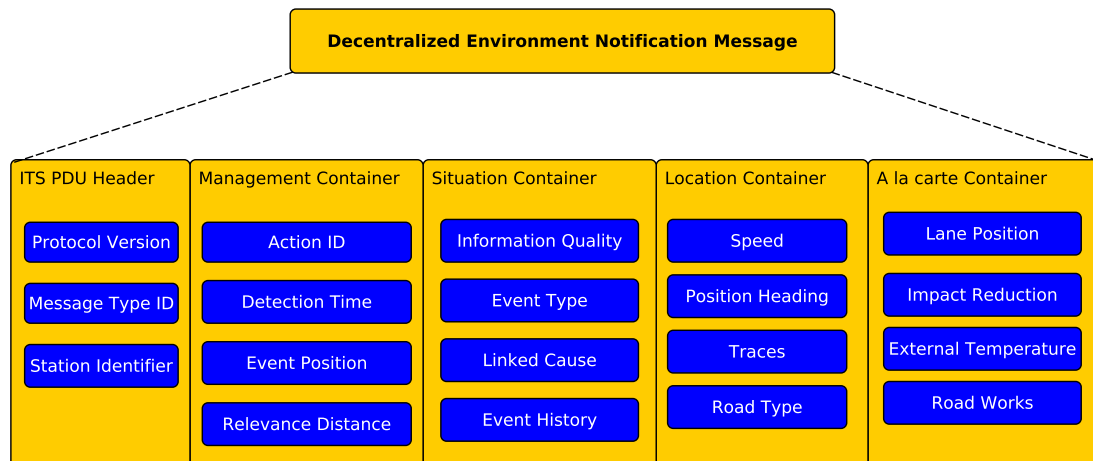 Decentralized Environment Notification Message
ITS PDU Header
Protocol Version
Message Type ID
Station Identifier
Management Container
Action ID
Detection Time
Event Position
Relevance Distance
Situation Container
Information Quality
Event Type
Linked Cause
Event History
Location Container
Speed
Position Heading
Traces
Road Type
A la carte Container
Lane Position
Impact Reduction
External Temperature
Road Works